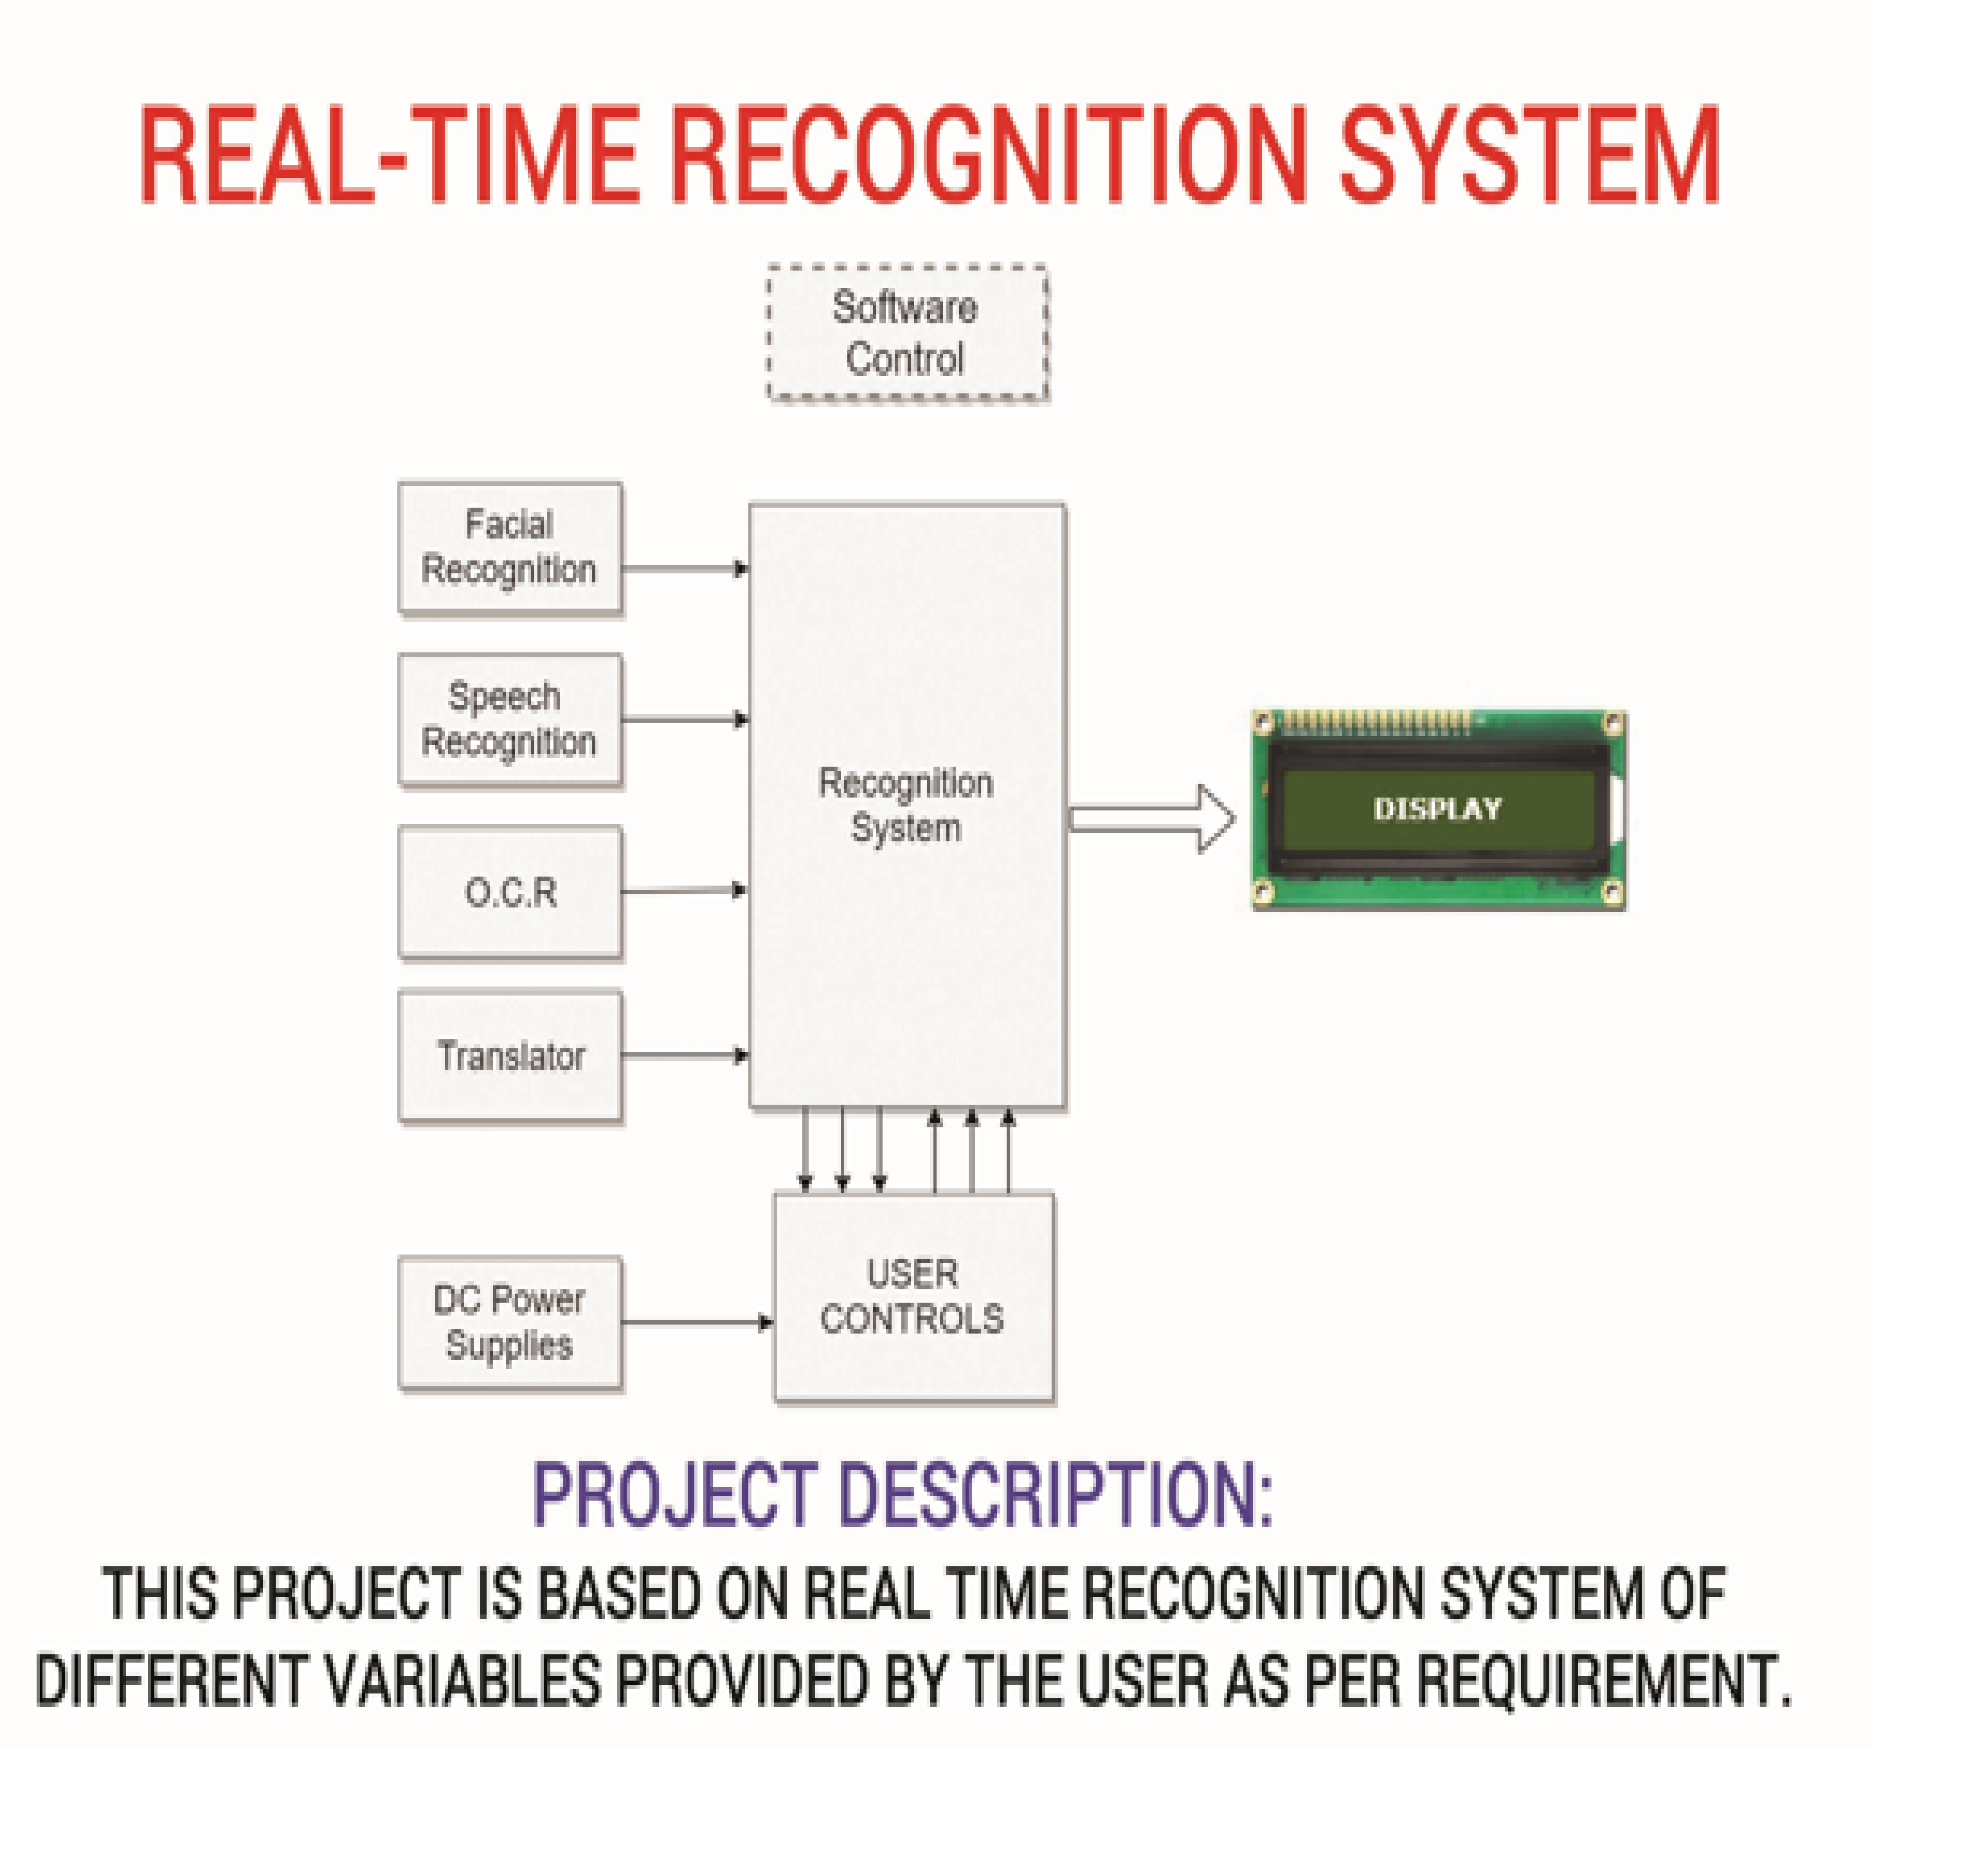 REAL-TIME RECOGNITION SYSTEM
Software
Control
Facial
Recognition
Speech
Recognition
O.C.R
Translator
Recognition
System
DISPLAY
DC Power
Supplies
USER
CONTROLS
PROJECT DESCRIPTION:
THIS PROJECT IS BASED ON REAL TIME RECOGNITION SYSTEM OF
DIFFERENT VARIABLES PROVIDED BY THE USER AS PER REQUIREMENT.